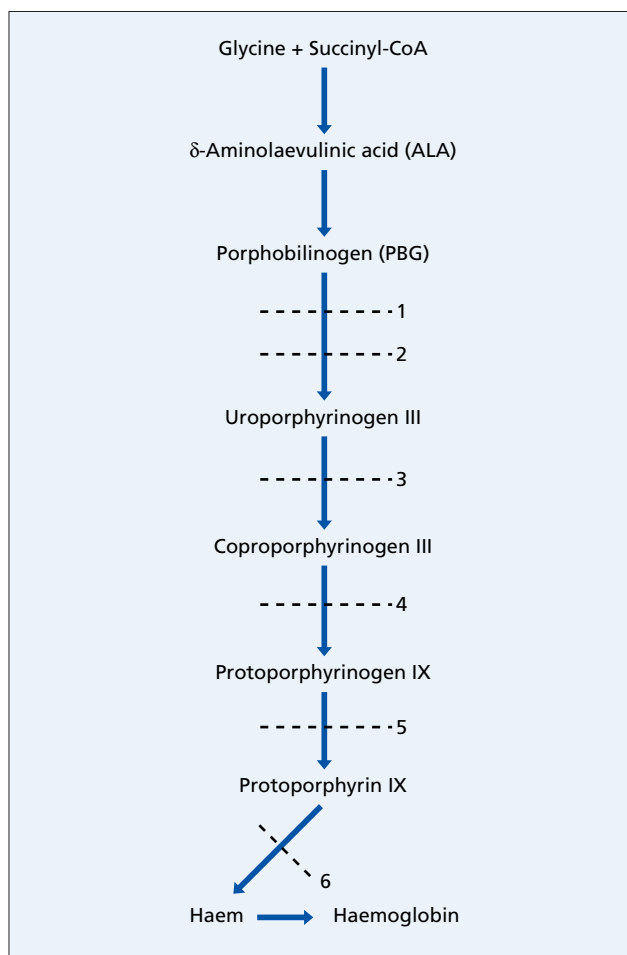 Glycine + Succinyl-CoA
δ-Aminolaevulinic acid (ALA)
Porphobilinogen (PBG)
1
2
Uroporphyrinogen III
3
Coproporphyrinogen III
4
Protoporphyrinogen IX
5
Protoporphyrin IX
6
Haem Haemoglobin